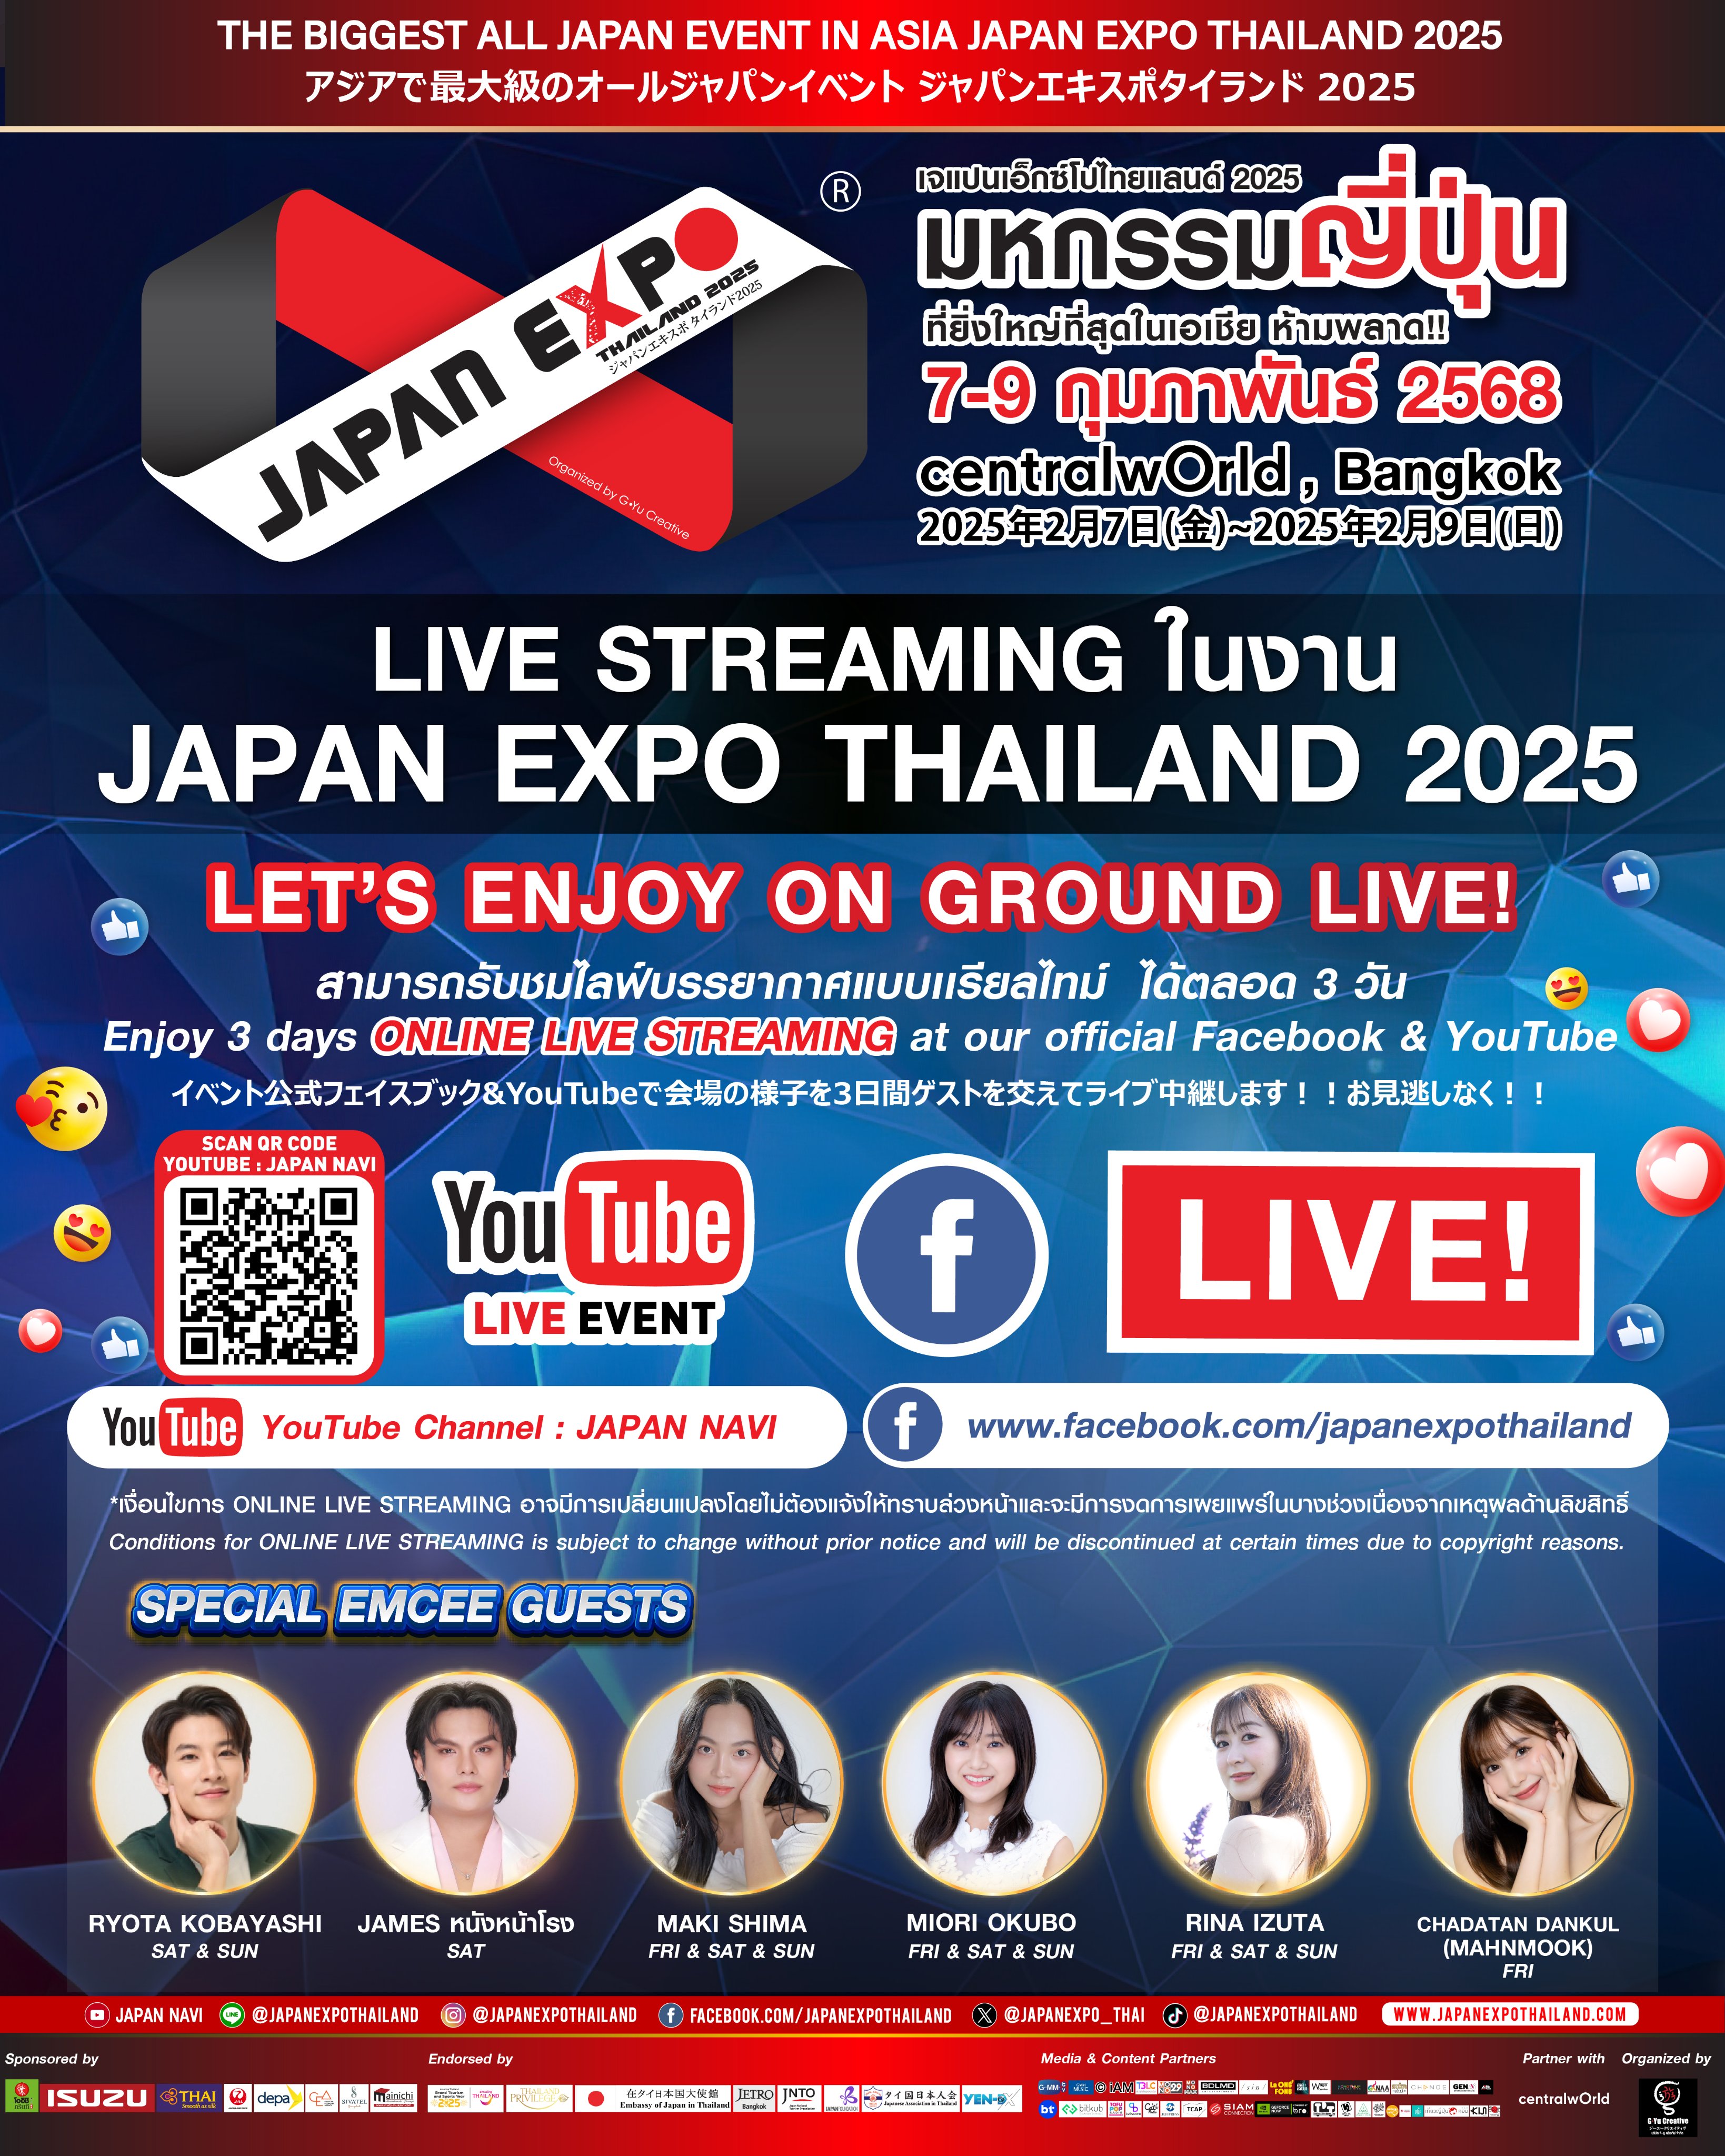 THE BIGGEST ALL JAPAN EVENT IN ASIA JAPAN EXPO THAILAND 2025
アジアで最大級のオールジャパンイベント ジャパンエキスポタイランド 2025
JAPAN EXPO
THAILAND 2025
ジャパンエキスポ タイランド2025
Organized by G•Yu Creative
®
เจแปนเอ็กซ์โปไทยแลนด์ 2025
มหกรรมญี่ปุ่น
ที่ยิ่งใหญ่ที่สุดในเอเชีย ห้ามพลาด!!
7-9 กุมภาพันธ์ 2568
centralwOrld , Bangkok
2025年2月7日(金)~2025年2月9日(日)
LIVE STREAMING ในงาน
JAPAN EXPO THAILAND 2025
LET'S ENJOY ON GROUND LIVE!
สามารถรับชมไลฟ์บรรยากาศแบบเเรียลไทม์ ได้ตลอด 3 วัน
Enjoy 3 days ONLINE LIVE STREAMING at our official Facebook & YouTube
イベント公式フェイスブック&YouTubeで会場の様子を3日間ゲストを交えてライブ中継します！！お見逃しなく！！
SCAN QR CODE
YOUTUBE : JAPAN NAVI
YouTube
LIVE EVENT
f
LIVE!
YouTube YouTube Channel : JAPAN NAVI
f www.facebook.com/japanexpothailand
*เงื่อนไขการ ONLINE LIVE STREAMING อาจมีการเปลี่ยนแปลงโดยไม่ต้องแจ้งให้ทราบล่วงหน้าและจะมีการงดการเผยแพร่ในบางช่วงเนื่องจากเหตุผลด้านลิขสิทธิ์
Conditions for ONLINE LIVE STREAMING is subject to change without prior notice and will be discontinued at certain times due to copyright reasons.
SPECIAL EMCEE GUESTS
RYOTA KOBAYASHI
SAT & SUN
JAMES หนังหน้าโรง
SAT
MAKI SHIMA
FRI & SAT & SUN
MIORI OKUBO
FRI & SAT & SUN
RINA IZUTA
FRI & SAT & SUN
CHADATAN DANKUL
(MAHNMOOK)
FRI
JAPAN NAVI LINE @JAPANEXPOTHAILAND @JAPANEXPOTHAILAND f FACEBOOK.COM/JAPANEXPOTHAILAND X @JAPANEXPO_THAI @JAPANEXPOTHAILAND WWW.JAPANEXPOTHAILAND.COM
Sponsored by
ISUZU
THAI
Smooth as silk
depa
CEA
SIVATEL
mainichi
Endorsed by
THAILAND PRIVILEGE
在タイ日本国大使館
Embassy of Japan in Thailand
JETRO
Bangkok
JNTO
JAPAN FOUNDATION
タイ国日本人会
Japanese Association in Thailand
YEN-DX
Media & Content Partners
iAM
bitkub
TCAP
SIAM
CONNECTION
Partner with
centralwOrld
Organized by
G-Yu Creative